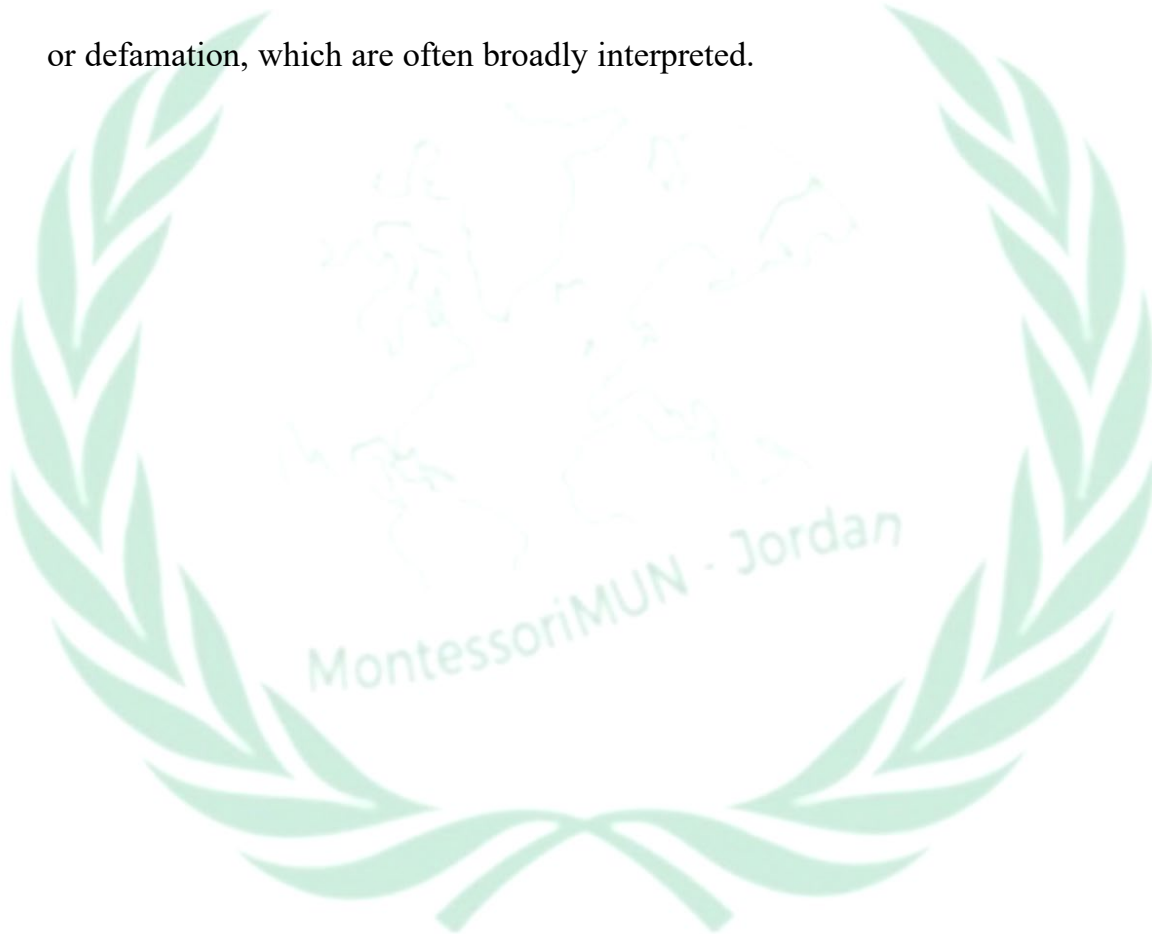 or defamation, which are often broadly interpreted.
MontessoriMUN - Jordan